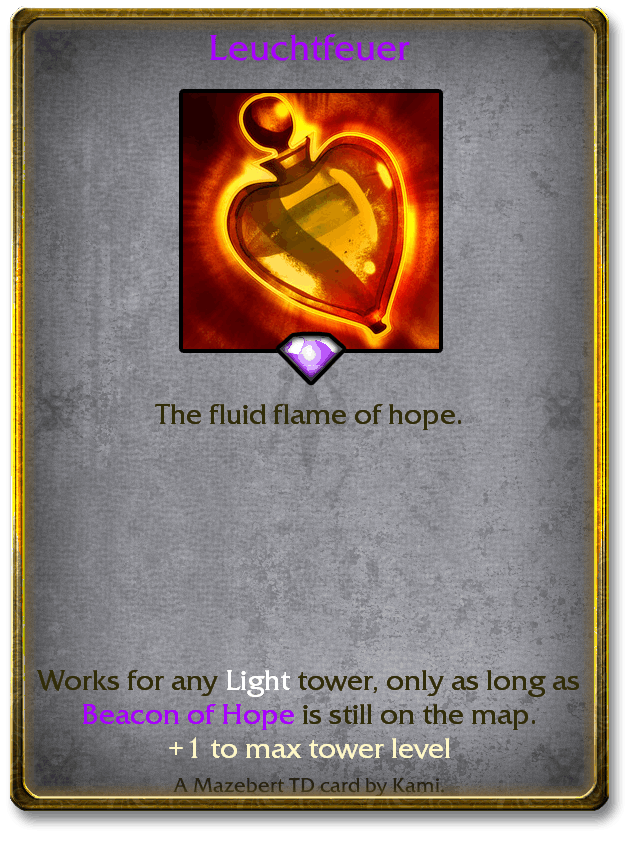 Leuchtfeuer
The fluid flame of hope.
Works for any Light tower, only as long as
Beacon of Hope is still on the map.
+1 to max tower level
A Mazebert TD card by Kami.